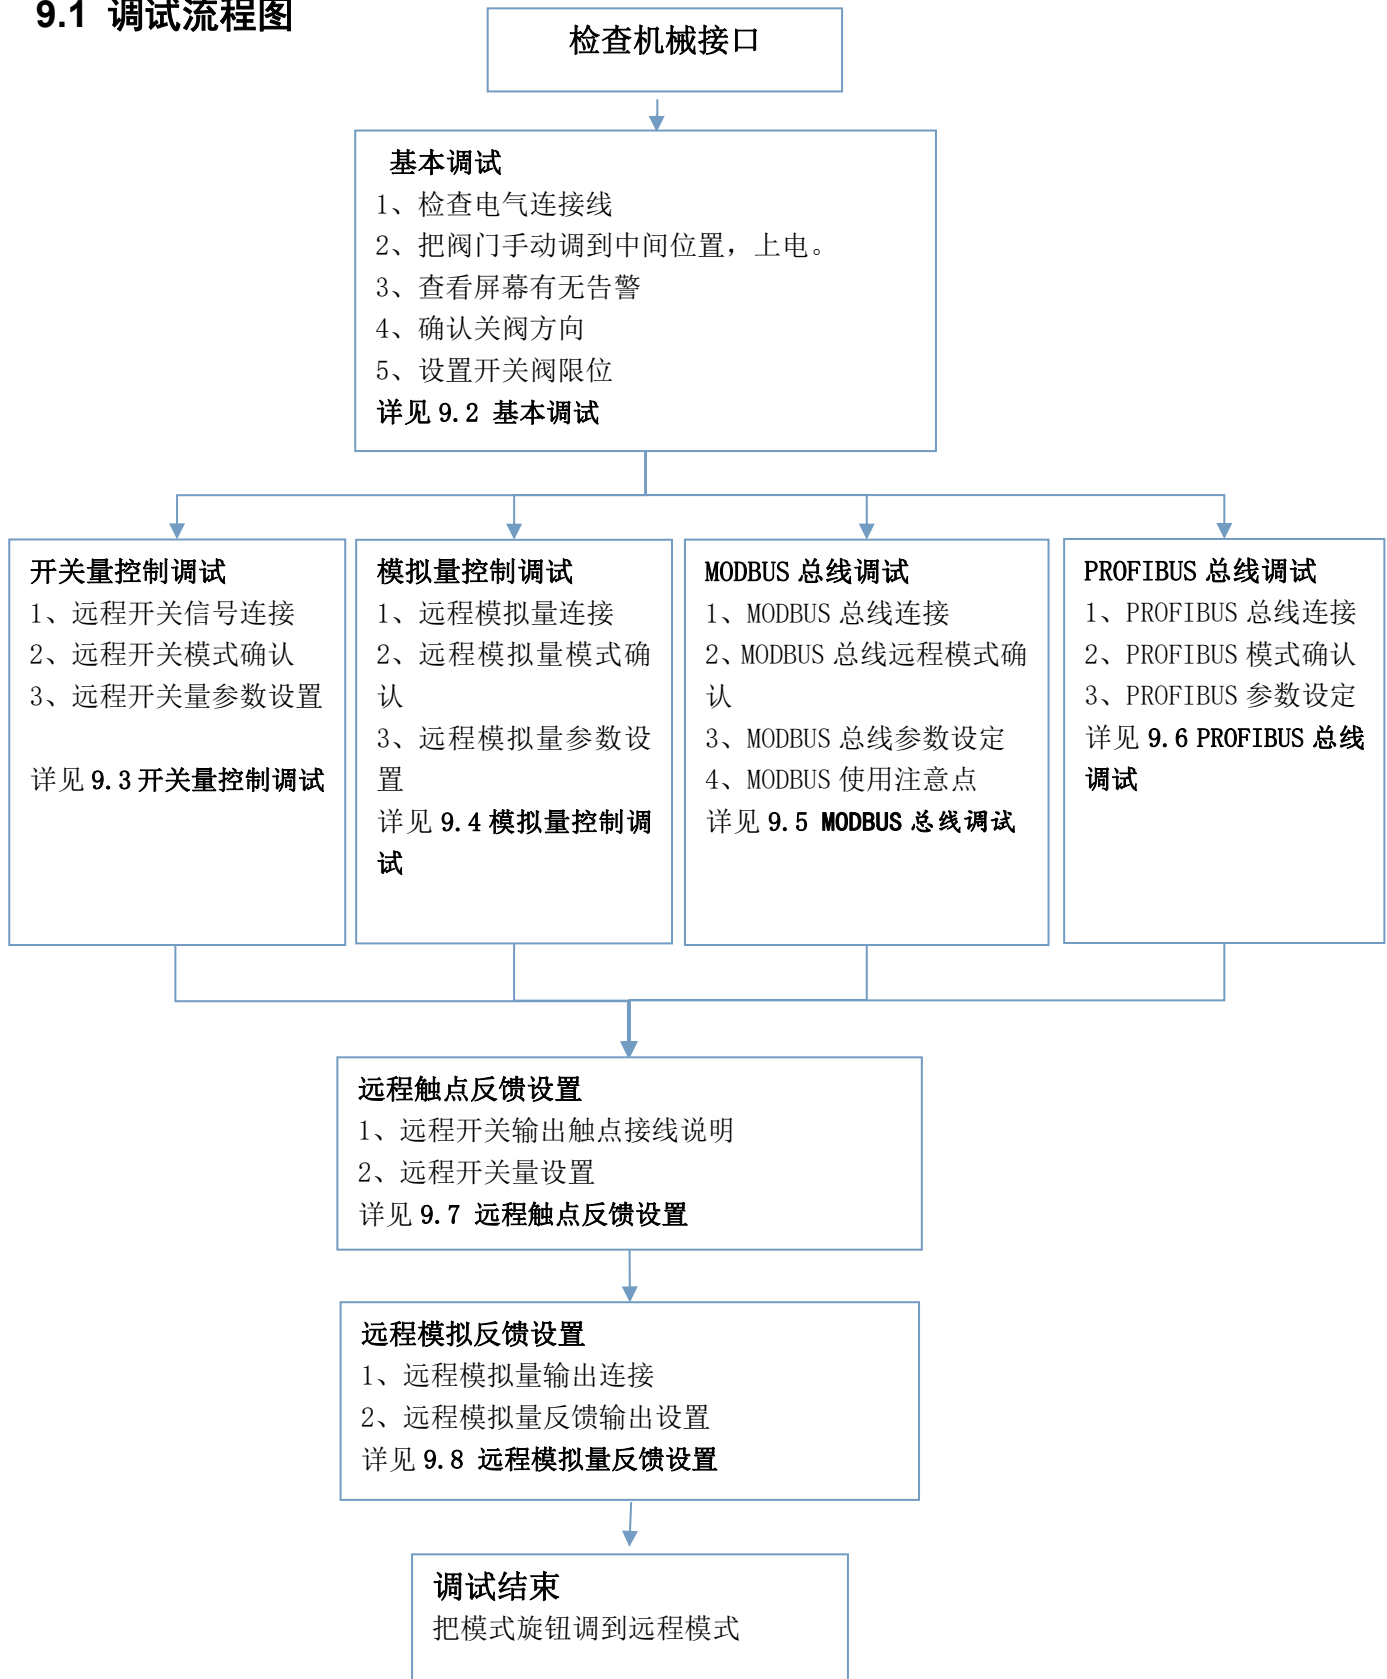 9.1 调试流程图
检查机械接口
基本调试
1、检查电气连接线
2、把阀门手动调到中间位置，上电。
3、查看屏幕有无告警
4、确认关阀方向
5、设置开关阀限位
详见 9.2 基本调试
开关量控制调试
1、远程开关信号连接
2、远程开关模式确认
3、远程开关量参数设置
详见 9.3 开关量控制调试
模拟量控制调试
1、远程模拟量连接
2、远程模拟量模式确
认
3、远程模拟量参数设
置
详见 9.4 模拟量控制调
试
MODBUS 总线调试
1、MODBUS 总线连接
2、MODBUS 总线远程模式确
认
3、MODBUS 总线参数设定
4、MODBUS 使用注意点
详见 9.5 MODBUS 总线调试
PROFIBUS 总线调试
1、PROFIBUS 总线连接
2、PROFIBUS 模式确认
3、PROFIBUS 参数设定
详见 9.6 PROFIBUS 总线
调试
远程触点反馈设置
1、远程开关输出触点接线说明
2、远程开关量设置
详见 9.7 远程触点反馈设置
远程模拟反馈设置
1、远程模拟量输出连接
2、远程模拟量反馈输出设置
详见 9.8 远程模拟量反馈设置
调试结束
把模式旋钮调到远程模式